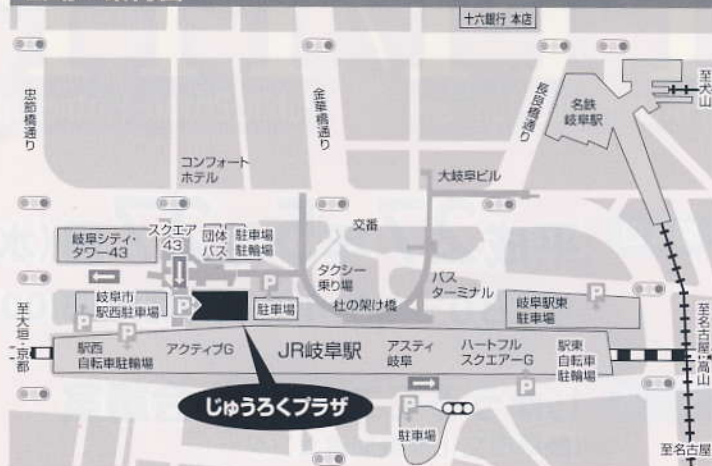 十六銀行 本店
忠節橋通り
金華橋通り
長良橋通り
名鉄
岐阜駅
至犬山
コンフォート
ホテル
大岐阜ビル
岐阜シティ・
タワー43
スクエア
43
団体
バス
駐車場
駐輪場
交番
タクシー
乗り場
バス
ターミナル
杜の架け橋
岐阜市
駅西駐車場
P
P
駐車場
岐阜駅東
駐車場
P
至大垣・京都
P
P
駅西
自転車駐輪場
アクティブG
JR岐阜駅
アスティ
岐阜
ハートフル
スクエアーG
駅東
自転車
駐輪場
P
至名古屋・高山
じゅうろくプラザ
P
駐車場
至名古屋